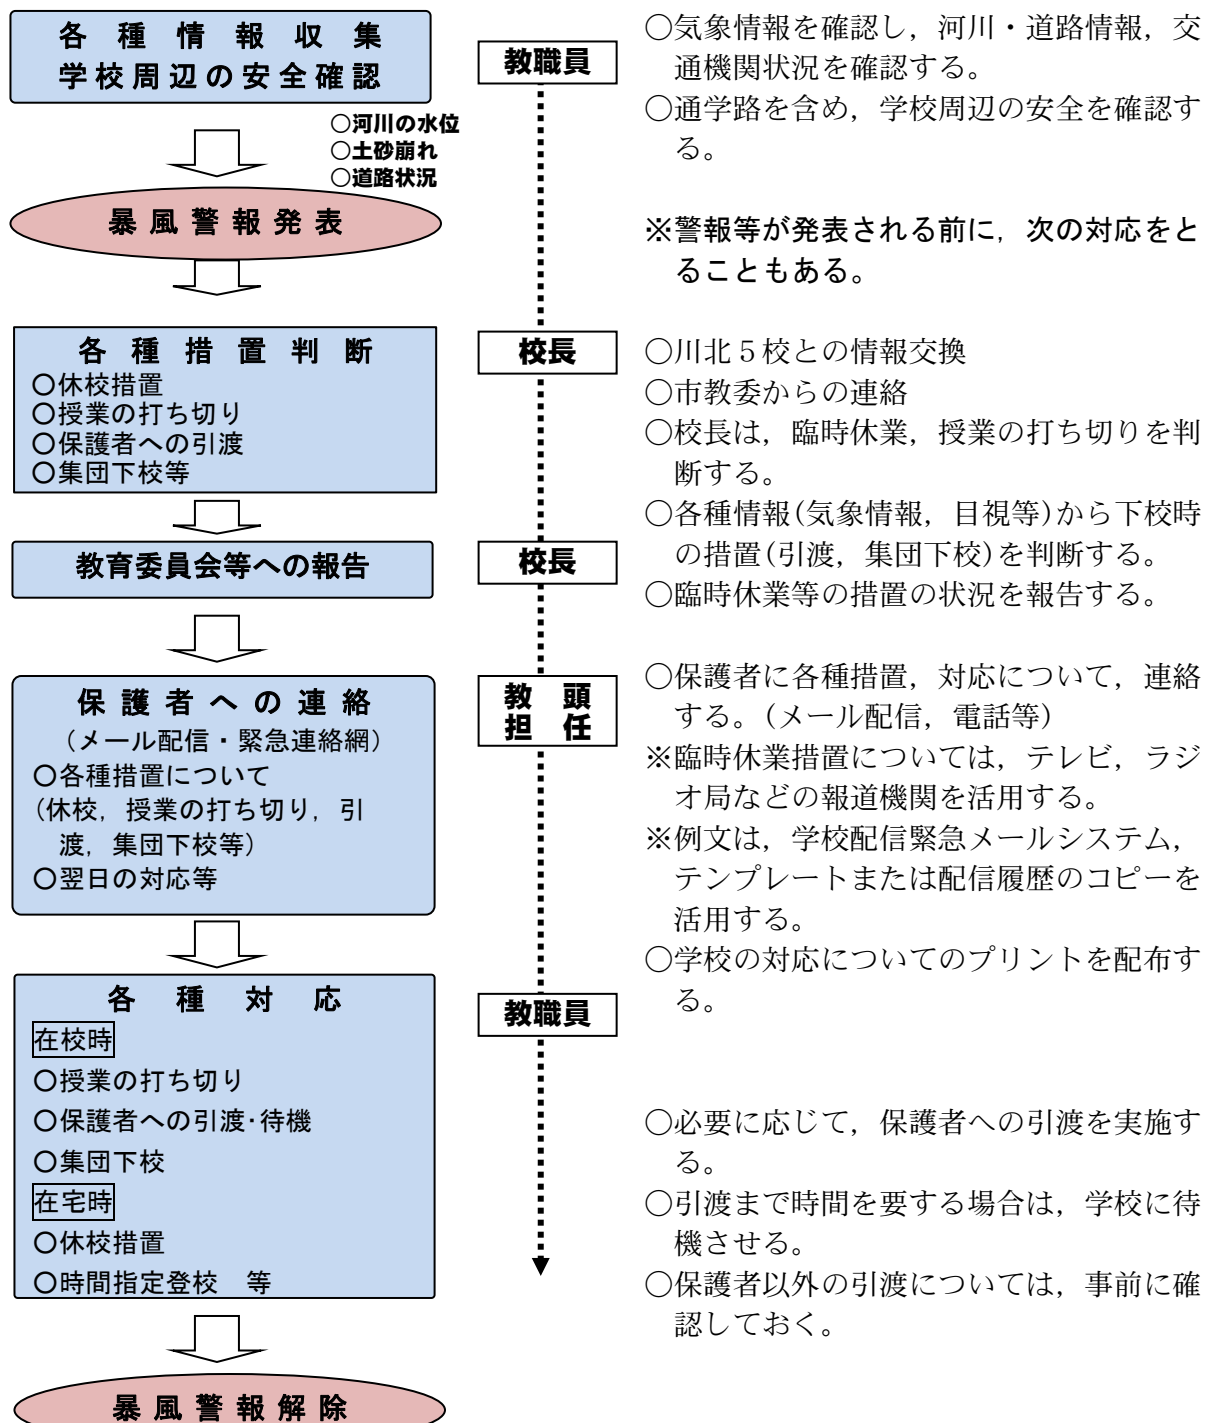 各種情報収集
学校周辺の安全確認
教職員
○気象情報を確認し，河川・道路情報，交
通機関状況を確認する。
○通学路を含め，学校周辺の安全を確認す
る。
○河川の水位
○土砂崩れ
○道路状況
暴風警報発表
※警報等が発表される前に，次の対応をと
ることもある。
各種措置判断
○休校措置
○授業の打ち切り
○保護者への引渡
○集団下校等
校長
○川北５校との情報交換
○市教委からの連絡
○校長は，臨時休業，授業の打ち切りを判
断する。
○各種情報(気象情報，目視等)から下校時
の措置(引渡，集団下校)を判断する。
○臨時休業等の措置の状況を報告する。
教育委員会等への報告
校長
保護者への連絡
（メール配信・緊急連絡網）
○各種措置について
(休校，授業の打ち切り，引
渡，集団下校等)
○翌日の対応等
教　頭
担　任
○保護者に各種措置，対応について，連絡
する。(メール配信，電話等)
※臨時休業措置については，テレビ，ラジ
オ局などの報道機関を活用する。
※例文は，学校配信緊急メールシステム，
テンプレートまたは配信履歴のコピーを
活用する。
○学校の対応についてのプリントを配布す
る。
各種対応
在校時
○授業の打ち切り
○保護者への引渡･待機
○集団下校
在宅時
○休校措置
○時間指定登校　等
教職員
○必要に応じて，保護者への引渡を実施す
る。
○引渡まで時間を要する場合は，学校に待
機させる。
○保護者以外の引渡については，事前に確
認しておく。
暴風警報解除